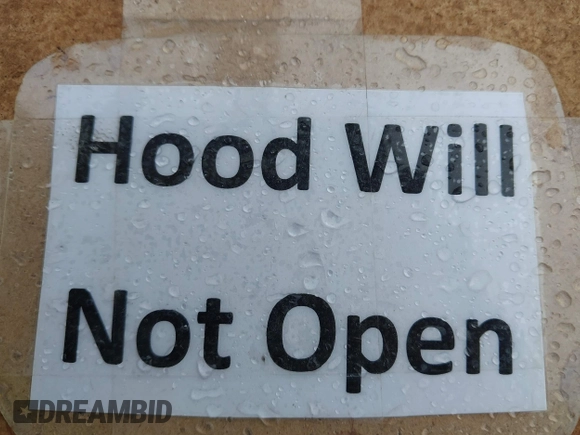 Hood Will
Not Open
DREAMBID